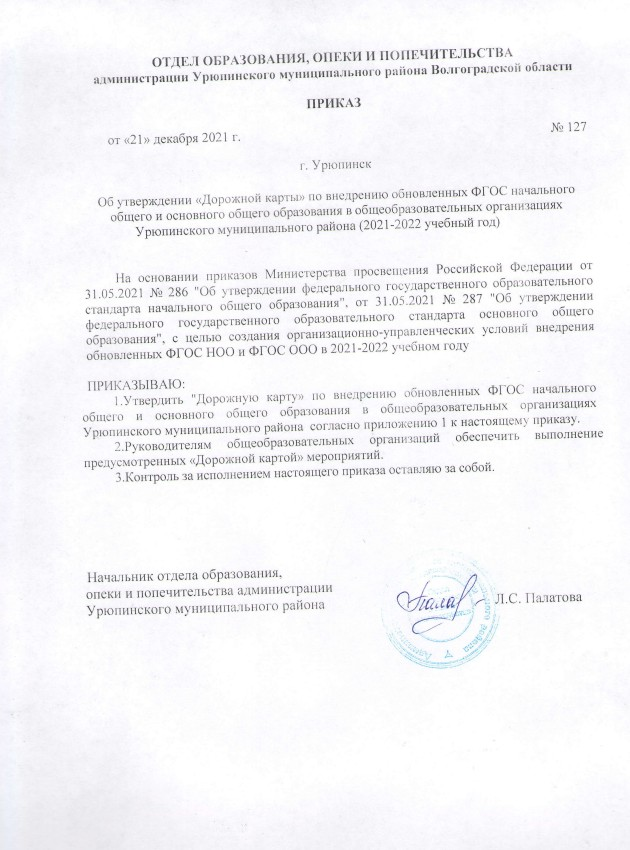 ОТДЕЛ ОБРАЗОВАНИЯ, ОПЕКИ И ПОПЕЧИТЕЛЬСТВА
администрации Урюпинского муниципального района Волгоградской области
ПРИКАЗ
от «21» декабря 2021 г.
№ 127
г. Урюпинск
Об утверждении «Дорожной карты» по внедрению обновленных ФГОС начального
общего и основного общего образования в общеобразовательных организациях
Урюпинского муниципального района (2021-2022 учебный год)
На основании приказов Министерства просвещения Российской Федерации от
31.05.2021 № 286 "Об утверждении федерального государственного образовательного
стандарта начального общего образования", от 31.05.2021 № 287 "Об утверждении
федерального государственного образовательного стандарта основного общего
образования", с целью создания организационно-управленческих условий внедрения
обновленных ФГОС НОО и ФГОС ООО в 2021-2022 учебном году
ПРИКАЗЫВАЮ:
1.Утвердить "Дорожную карту» по внедрению обновленных ФГОС начального
общего и основного общего образования в общеобразовательных организациях
Урюпинского муниципального района согласно приложению 1 к настоящему приказу.
2.Руководителям общеобразовательных организаций обеспечить выполнение
предусмотренных «Дорожной картой» мероприятий.
3.Контроль за исполнением настоящего приказа оставляю за собой.
Начальник отдела образования,
опеки и попечительства администрации
Урюпинского муниципального района
Л.С. Палатова